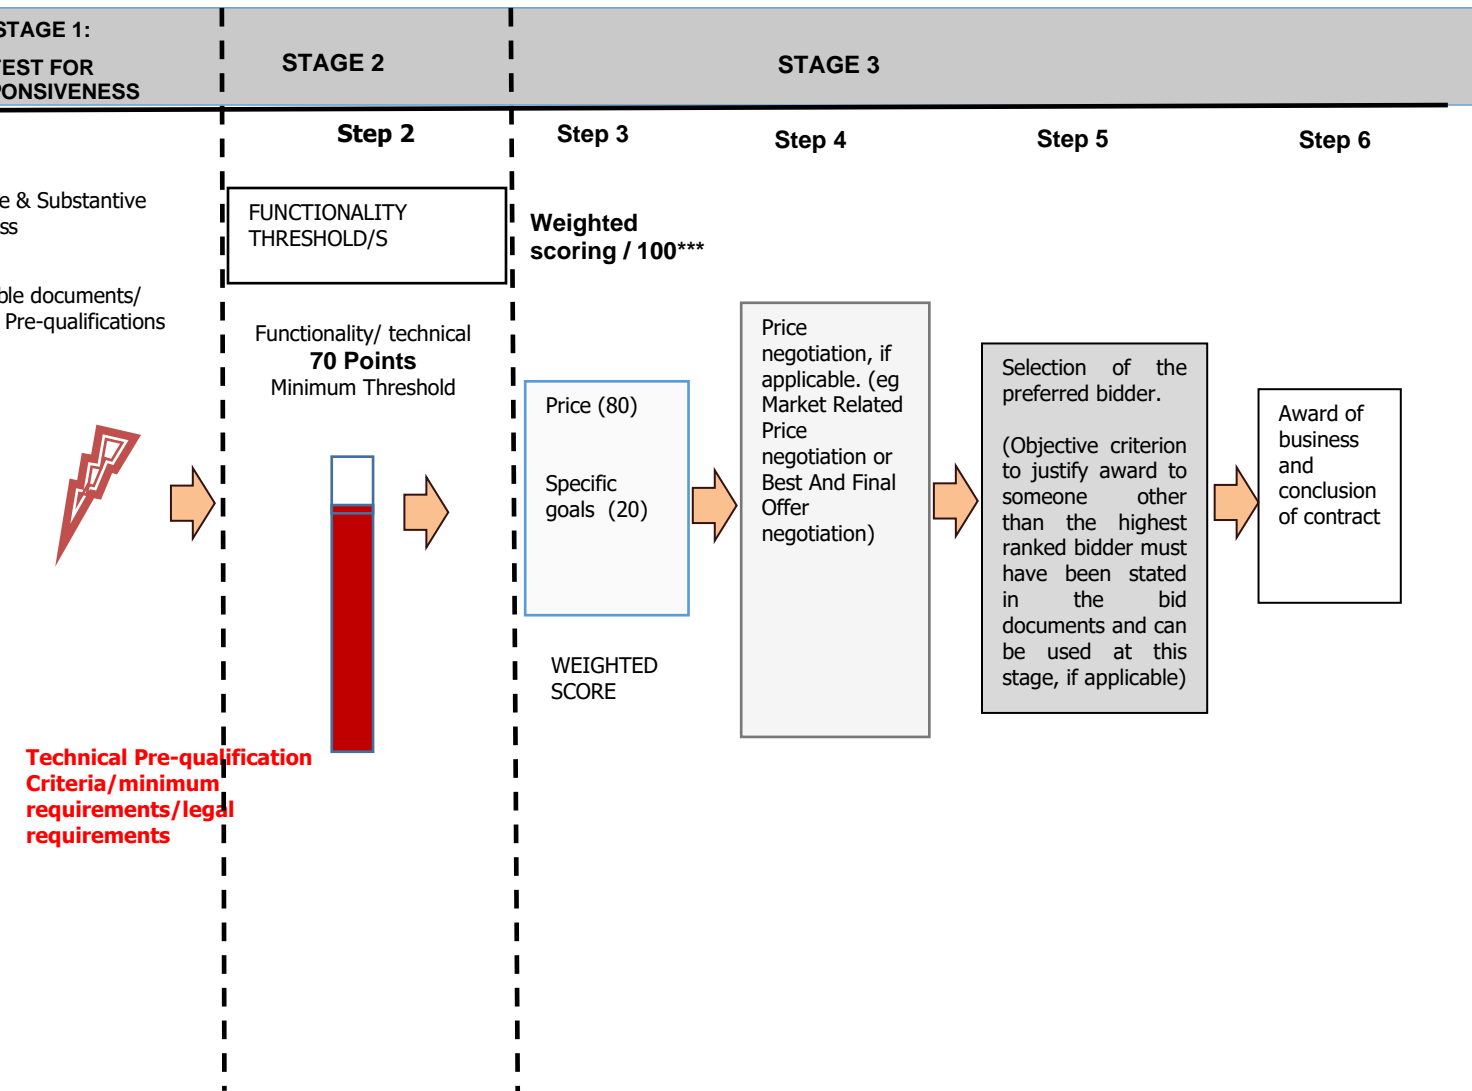 STAGE 1:
TEST FOR
PONSIVENESS
STAGE 2
STAGE 3
Step 2
Step 3
Step 4
Step 5
Step 6
e & Substantive
ss
ble documents/
Pre-qualifications
FUNCTIONALITY
THRESHOLD/S
Functionality/ technical
70 Points
Minimum Threshold
Weighted
scoring / 100***
Price (80)
Specific
goals (20)
WEIGHTED
SCORE
Price
negotiation, if
applicable. (eg
Market Related
Price
negotiation or
Best And Final
Offer
negotiation)
Selection of the
preferred bidder.
(Objective criterion
to justify award to
someone other
than the highest
ranked bidder must
have been stated
in the bid
documents and can
be used at this
stage, if applicable)
Award of
business
and
conclusion
of contract
Technical Pre-qualification
Criteria/minimum
requirements/legal
requirements